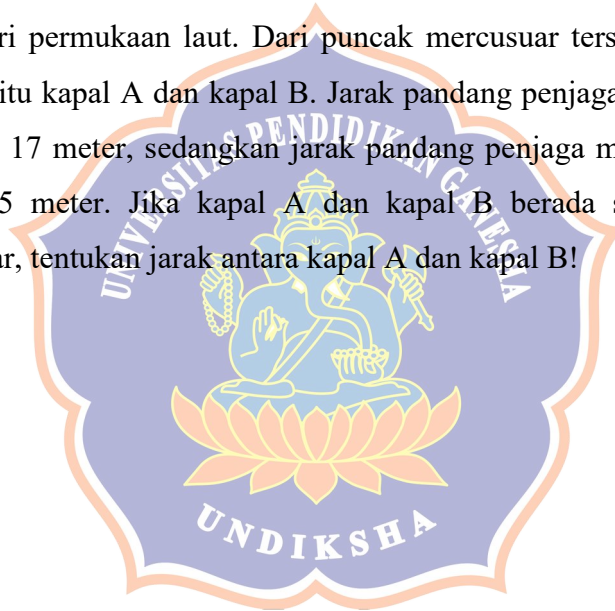 ri permukaan laut. Dari puncak mercusuar ters
itu kapal A dan kapal B. Jarak pandang penjaga
17 meter, sedangkan jarak pandang penjaga m
5 meter. Jika kapal A dan kapal B berada s
ar, tentukan jarak antara kapal A dan kapal B!
UNIVERSITAS PENDIDIKAN GANESHA
UNDIKSHA